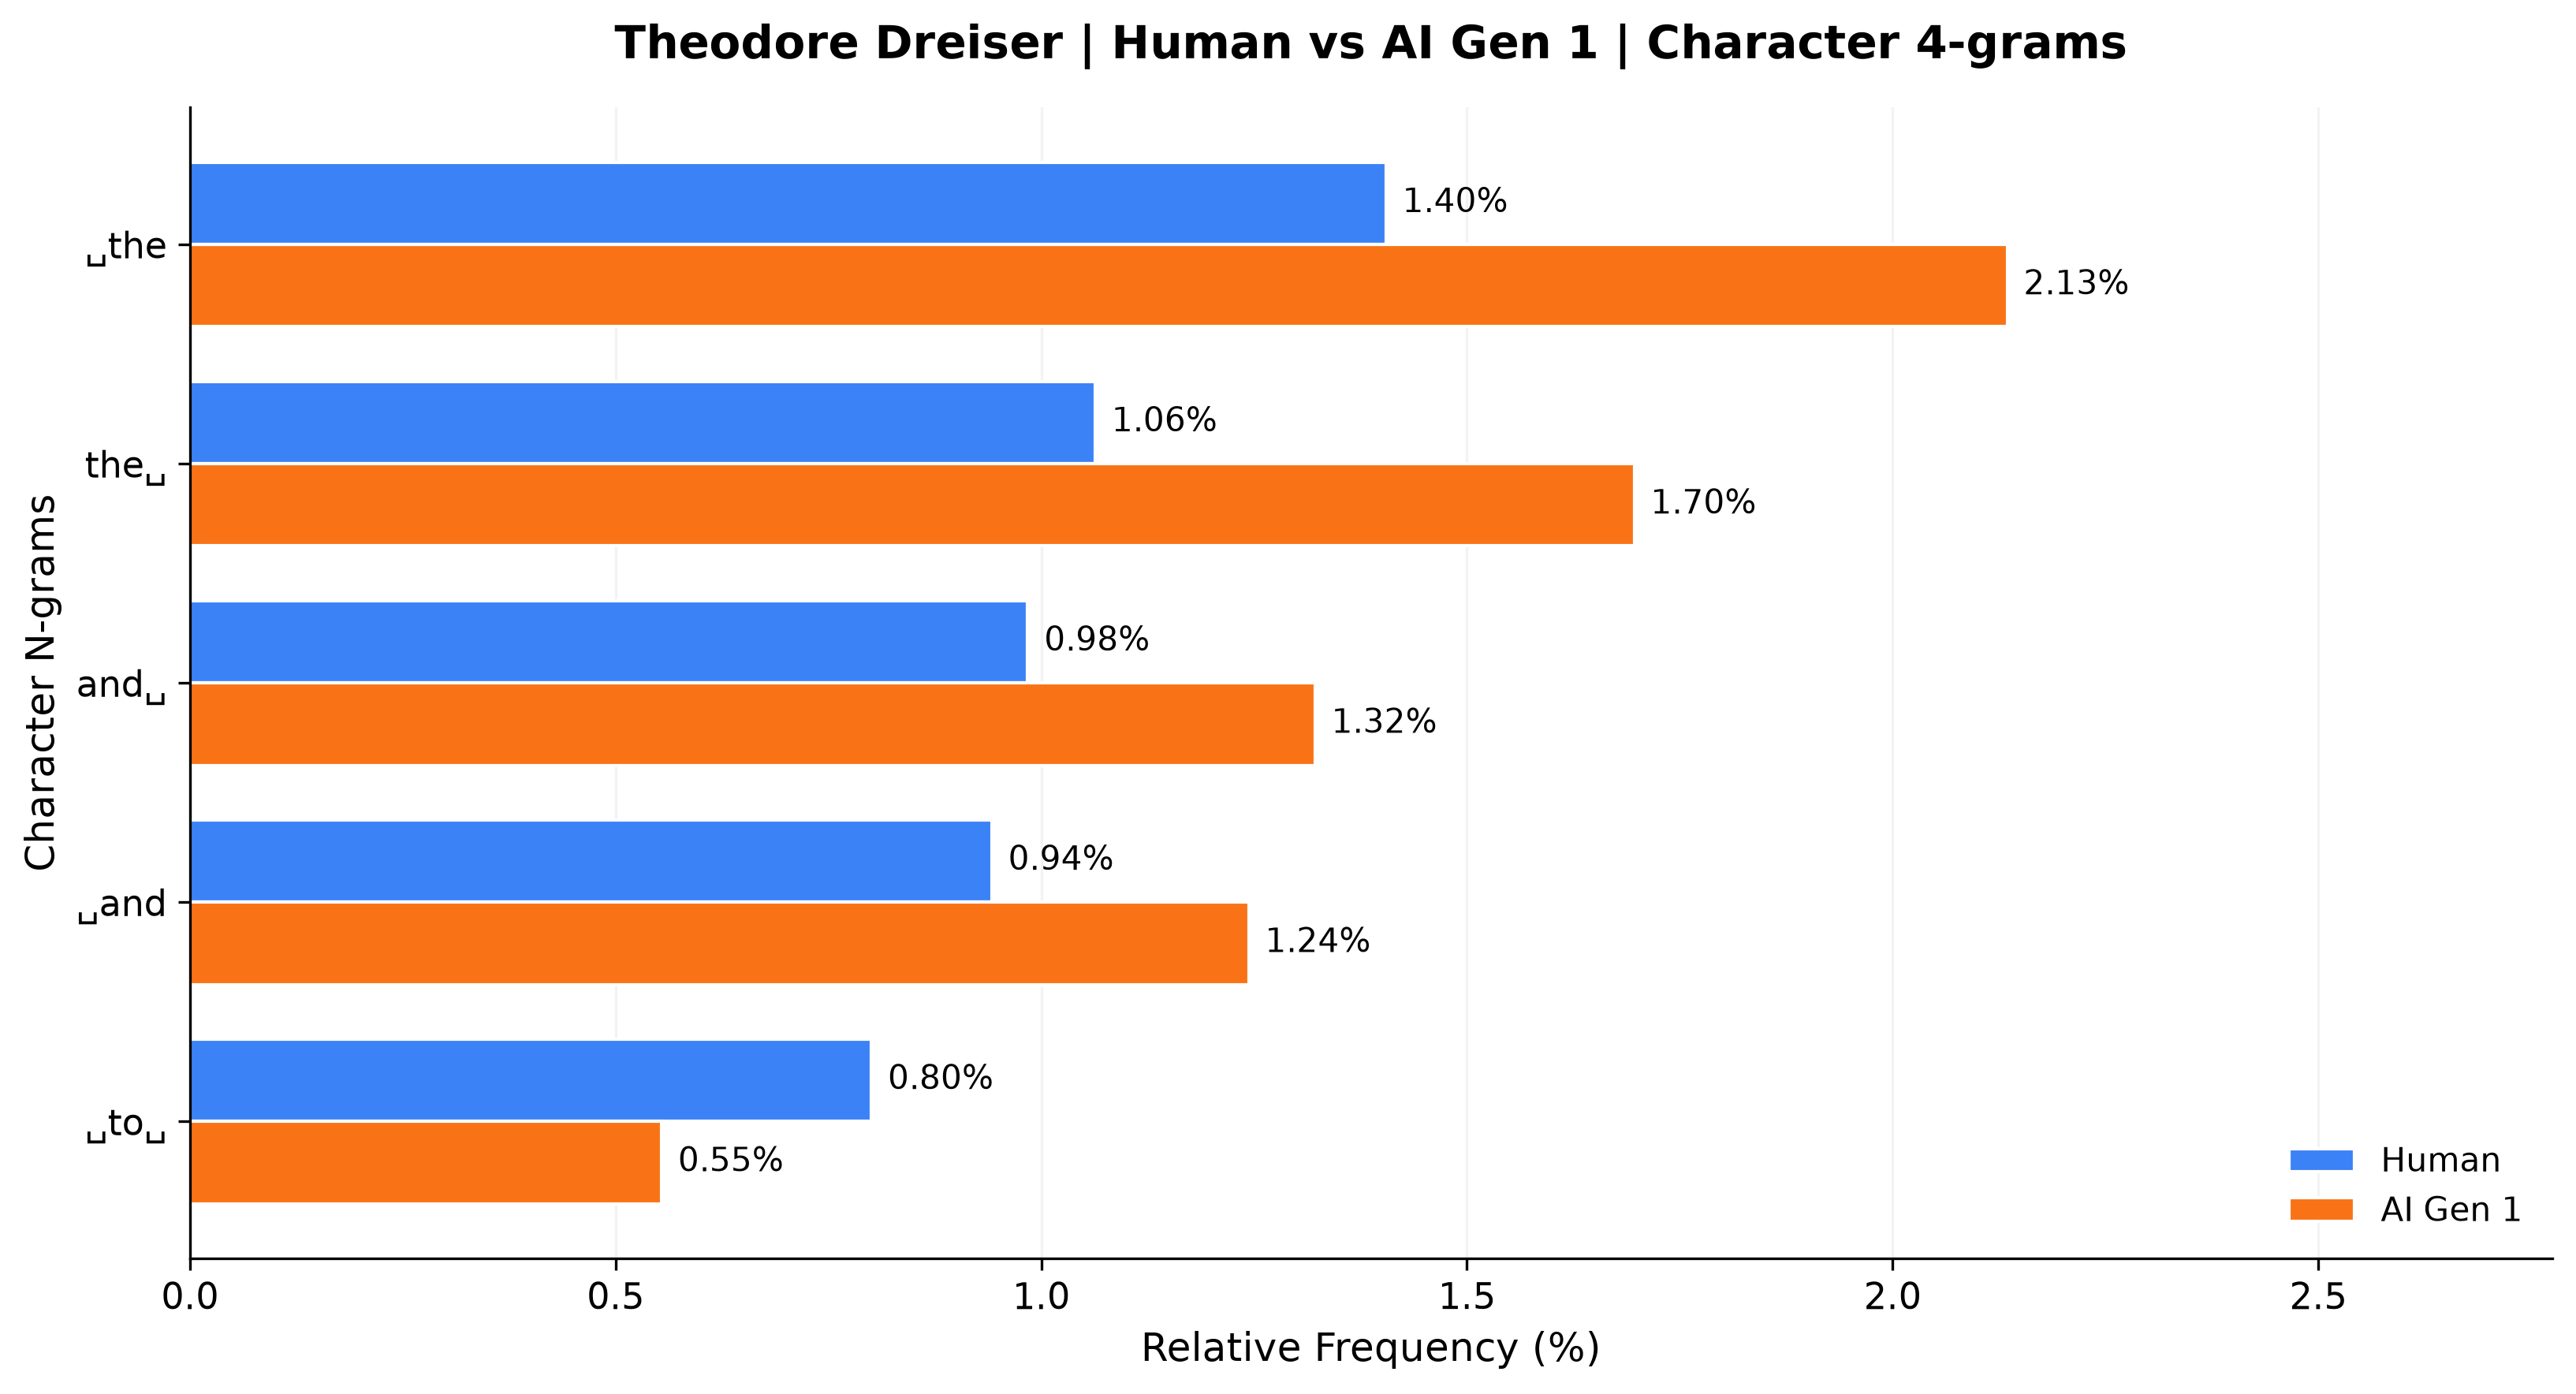 Theodore Dreiser | Human vs AI Gen 1 | Character 4-grams
Character N-grams
␣the
1.40%
2.13%
the␣
1.06%
1.70%
and␣
0.98%
1.32%
␣and
0.94%
1.24%
␣to␣
0.80%
0.55%
Human
AI Gen 1
0.0 0.5 1.0 1.5 2.0 2.5
Relative Frequency (%)